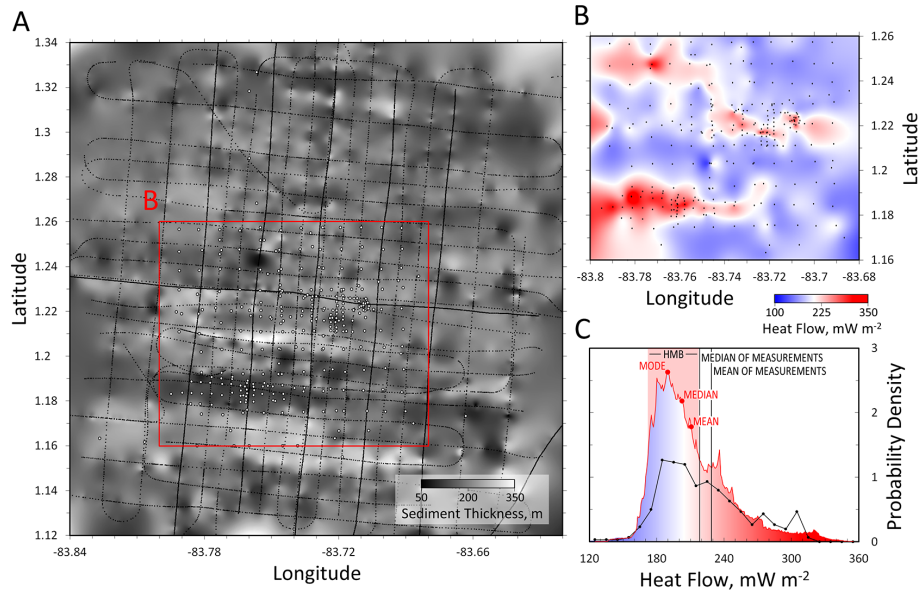 A
1.34
1.32
1.3
1.28
1.26
1.24
1.22
1.2
1.18
1.16
1.14
1.12
Latitude
B
50 200 350
Sediment Thickness, m
-83.84 -83.78 -83.72 -83.66
Longitude
B
1.26
1.24
1.22
1.2
1.18
1.16
Latitude
-83.8 -83.78 -83.76 -83.74 -83.72 -83.7 -83.68
Longitude
100 225 350
Heat Flow, mW m-2
C
HMB
MEDIAN OF MEASUREMENTS
MEAN OF MEASUREMENTS
MODE
MEDIAN
MEAN
3
2
1
0
Probability Density
120 180 240 300 360
Heat Flow, mW m-2